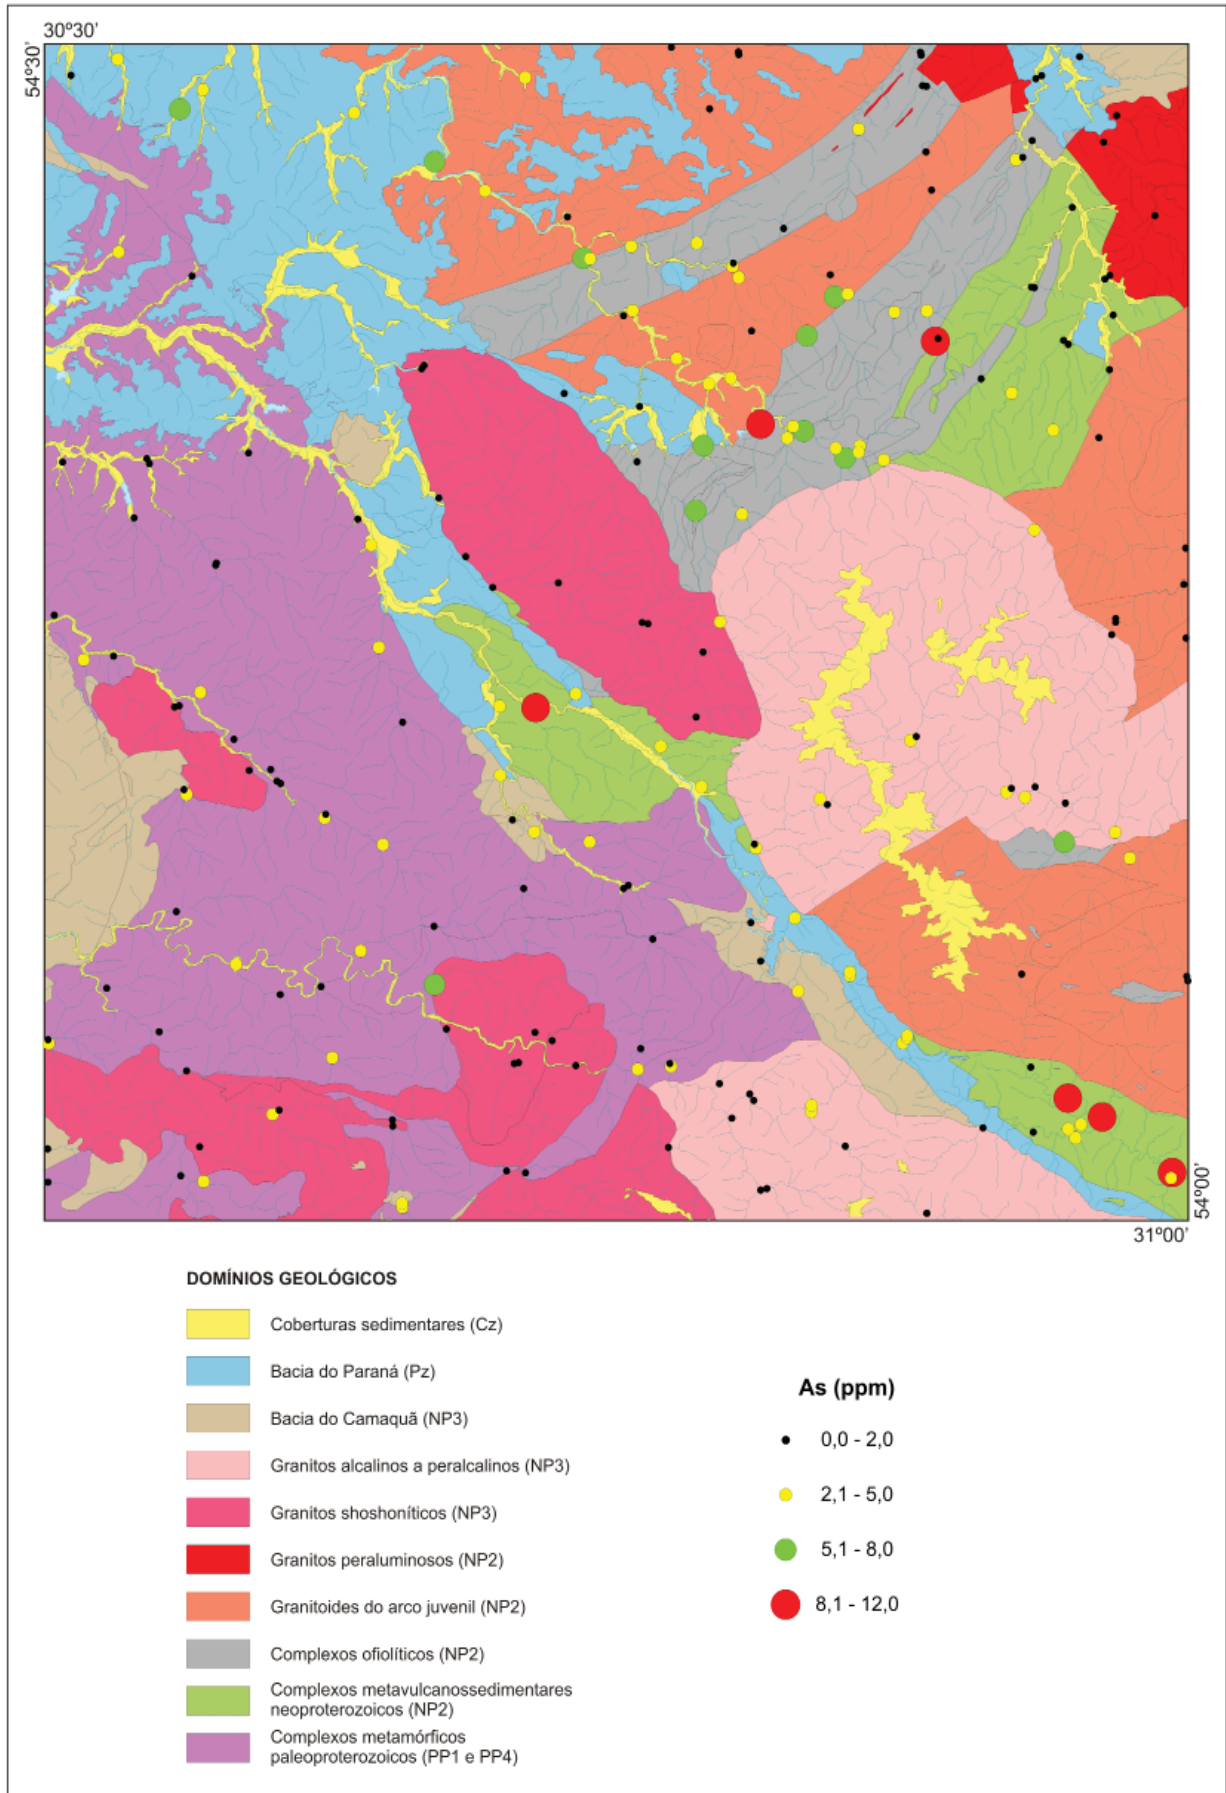 30º30'
54º30'
54º00'
31º00'
DOMÍNIOS GEOLÓGICOS
Coberturas sedimentares (Cz)
Bacia do Paraná (Pz)
Bacia do Camaquã (NP3)
Granitos alcalinos a peralcalinos (NP3)
Granitos shoshoníticos (NP3)
Granitos peraluminosos (NP2)
Granitoides do arco juvenil (NP2)
Complexos ofiolíticos (NP2)
Complexos metavulcanossedimentares
neoproterozoicos (NP2)
Complexos metamórficos
paleoproterozoicos (PP1 e PP4)
As (ppm)
0,0 - 2,0
2,1 - 5,0
5,1 - 8,0
8,1 - 12,0